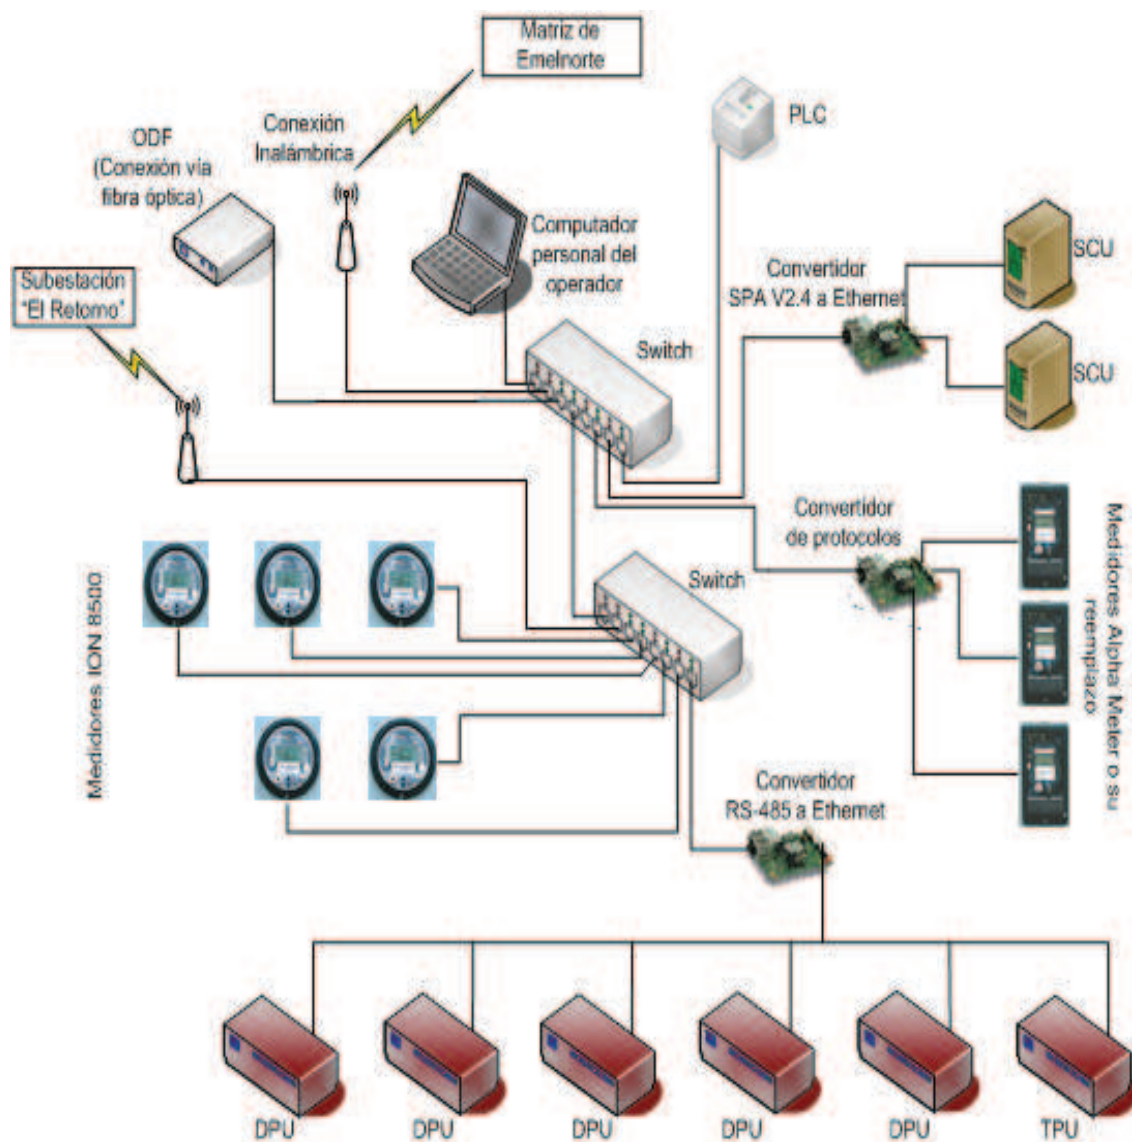 Matriz de
Emelnorte
PLC
Conexión
Inalámbrica
ODF
(Conexión vía
fibra óptica)
Computador
personal del
operador
SCU
Convertidor
SPA V2.4 a Ethernet
Subestación
"El Retorno"
Switch
SCU
Convertidor
de protocolos
Switch
Medidores ION 8500
Medidores Alpha Meter o su
reemplazo
Convertidor
RS-485 a Ethernet
DPU
DPU
DPU
DPU
DPU
TPU